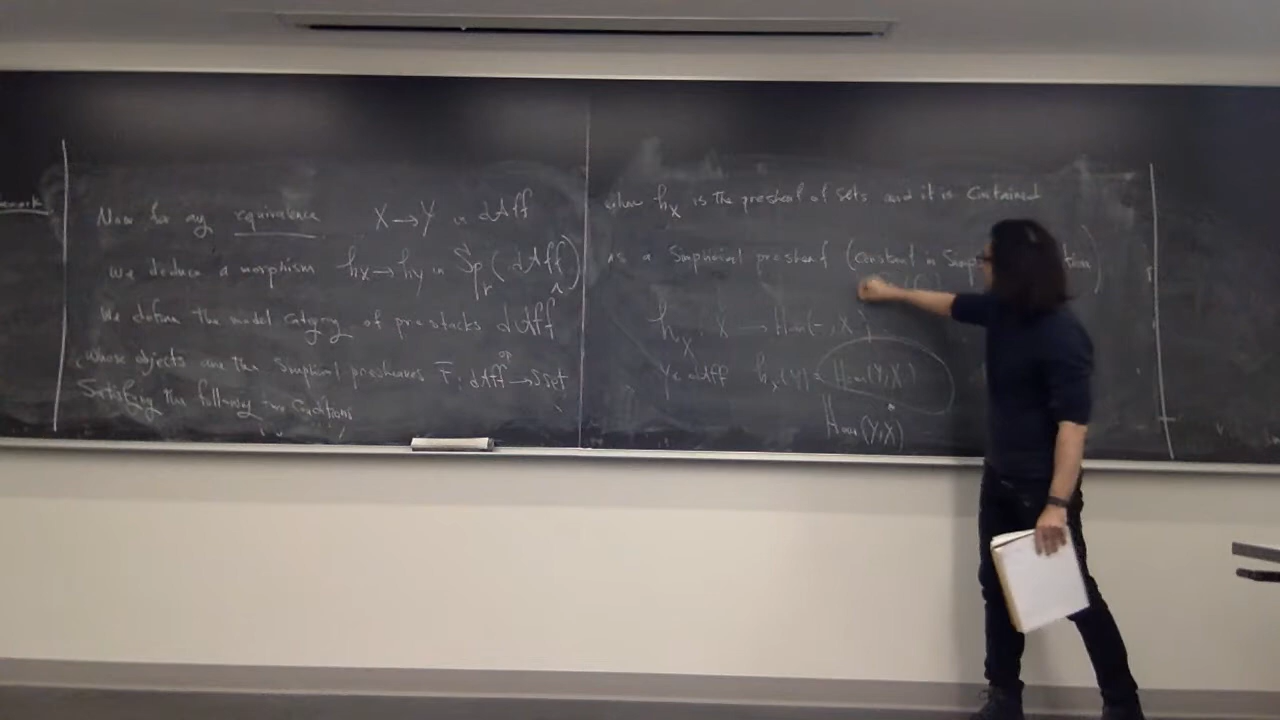 Now for any equivalence X → Y in dAff
we deduce a morphism h_X → h_Y in Sp_r(dAff)
We define the model category of prestacks dAff^
whose objects are the simplicial presheaves F: dAff^op → SSet
Satisfying the following two conditions
where h_X is the presheaf of sets and it is contained
as a Simplicial presheaf (constant in
h_X X → Hom(-, X)
Y ∈ dAff h_X(Y) = Hom(Y,X)
Hom(Y,X)